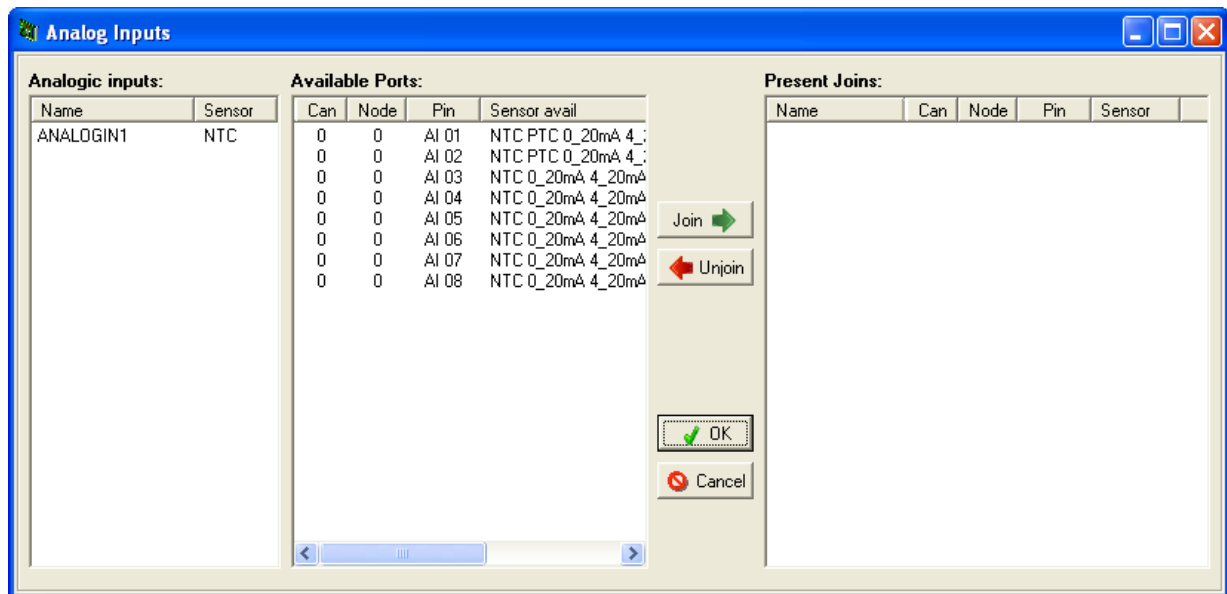 Analog Inputs
Analogic inputs:
Name Sensor
ANALOGIN1 NTC
Available Ports:
Can Node Pin Sensor avail
0 0 AI 01 NTC PTC 0_20mA 4_
0 0 AI 02 NTC PTC 0_20mA 4_
0 0 AI 03 NTC 0_20mA 4_20mA
0 0 AI 04 NTC 0_20mA 4_20mA
0 0 AI 05 NTC 0_20mA 4_20mA
0 0 AI 06 NTC 0_20mA 4_20mA
0 0 AI 07 NTC 0_20mA 4_20mA
0 0 AI 08 NTC 0_20mA 4_20mA
Join
Unjoin
OK
Cancel
Present Joins:
Name Can Node Pin Sensor